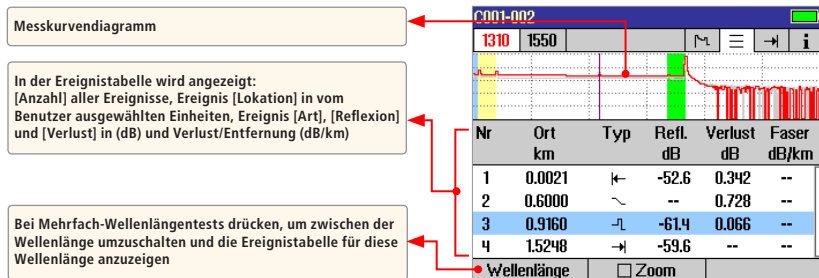 Messkurvendiagramm
In der Ereignistabelle wird angezeigt:
[Anzahl] aller Ereignisse, Ereignis [Lokation] in vom
Benutzer ausgewählten Einheiten, Ereignis [Art], [Reflexion]
und [Verlust] in (dB) und Verlust/Entfernung (dB/km)
Bei Mehrfach-Wellenlängentests drücken, um zwischen der
Wellenlänge umzuschalten und die Ereignistabelle für diese
Wellenlänge anzuzeigen
C001-002
1310 1550 i
Nr Ort Typ Refl. Verlust Faser
km dB dB dB/km
1 0.0021 -52.6 0.342 --
2 0.6000 -- 0.728 --
3 0.9160 -61.4 0.066 --
4 1.5248 -59.6 -- --
Wellenlänge Zoom